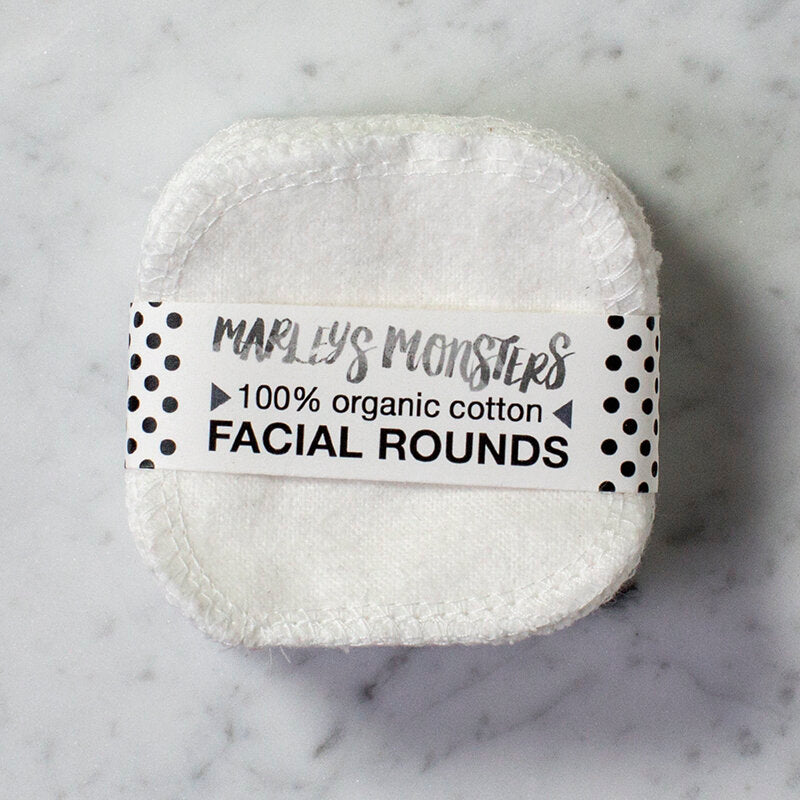 MARLEYS MONSTERS
100% organic cotton
FACIAL ROUNDS